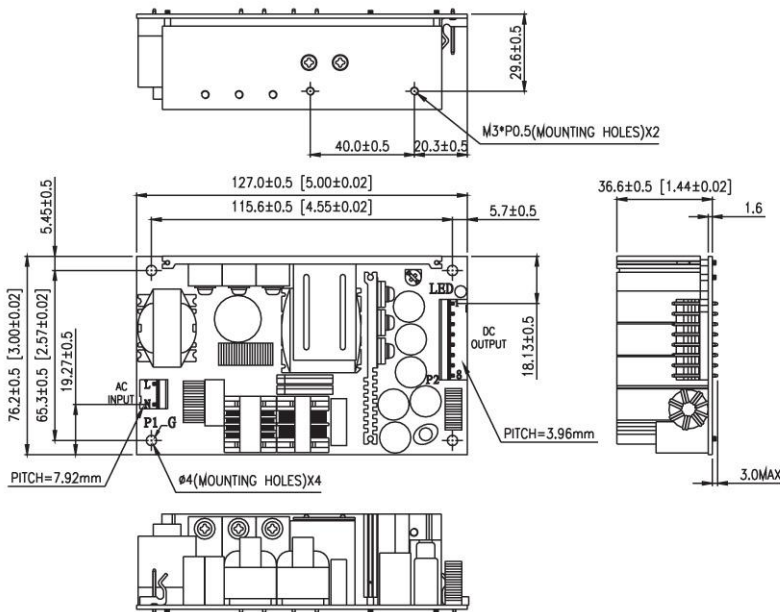 29.6±0.5
M3*P0.5(MOUNTING HOLES)X2
40.0±0.5
20.3±0.5
127.0±0.5 [5.00±0.02]
115.6±0.5 [4.55±0.02]
5.7±0.5
5.45±0.5
36.6±0.5 [1.44±0.02]
1.6
76.2±0.5 [3.00±0.02]
65.3±0.5 [2.57±0.02]
19.27±0.5
LED
DC
OUTPUT
18.13±0.5
AC
INPUT
L
N
P1
G
P2
8
PITCH=3.96mm
PITCH=7.92mm
ø4(MOUNTING HOLES)X4
3.0MAX